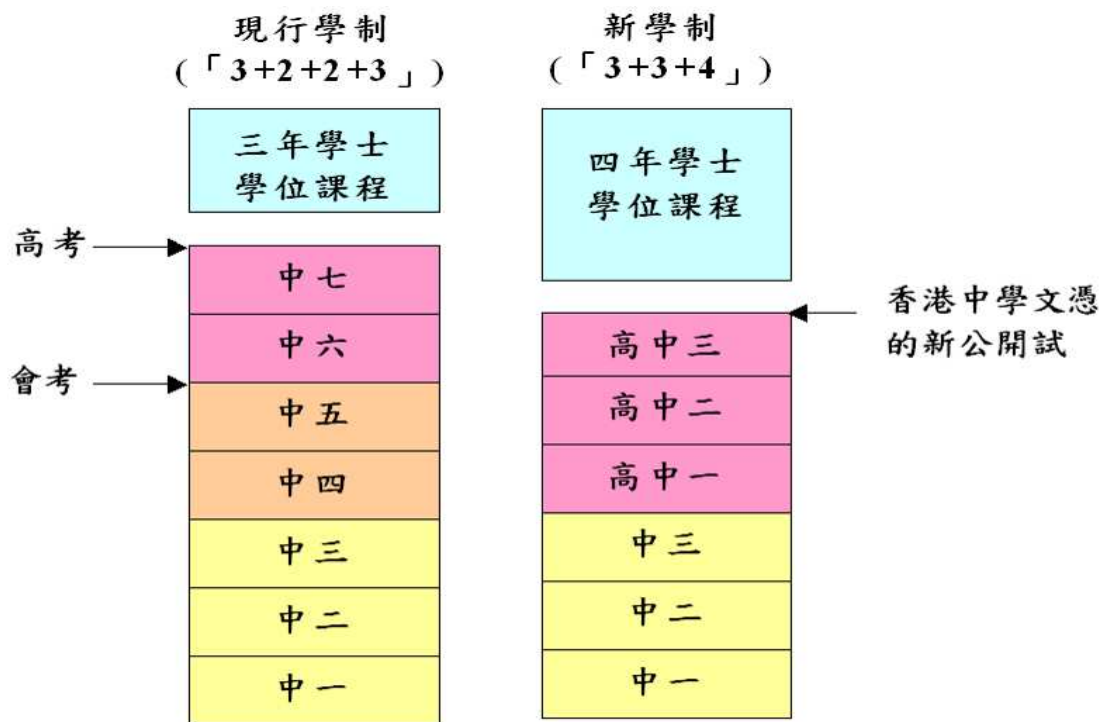 現行學制
(「3+2+2+3」)
三年學士
學位課程
高考
中七
中六
會考
中五
中四
中三
中二
中一
新學制
(「3+3+4」)
四年學士
學位課程
香港中學文憑
的新公開試
高中三
高中二
高中一
中三
中二
中一